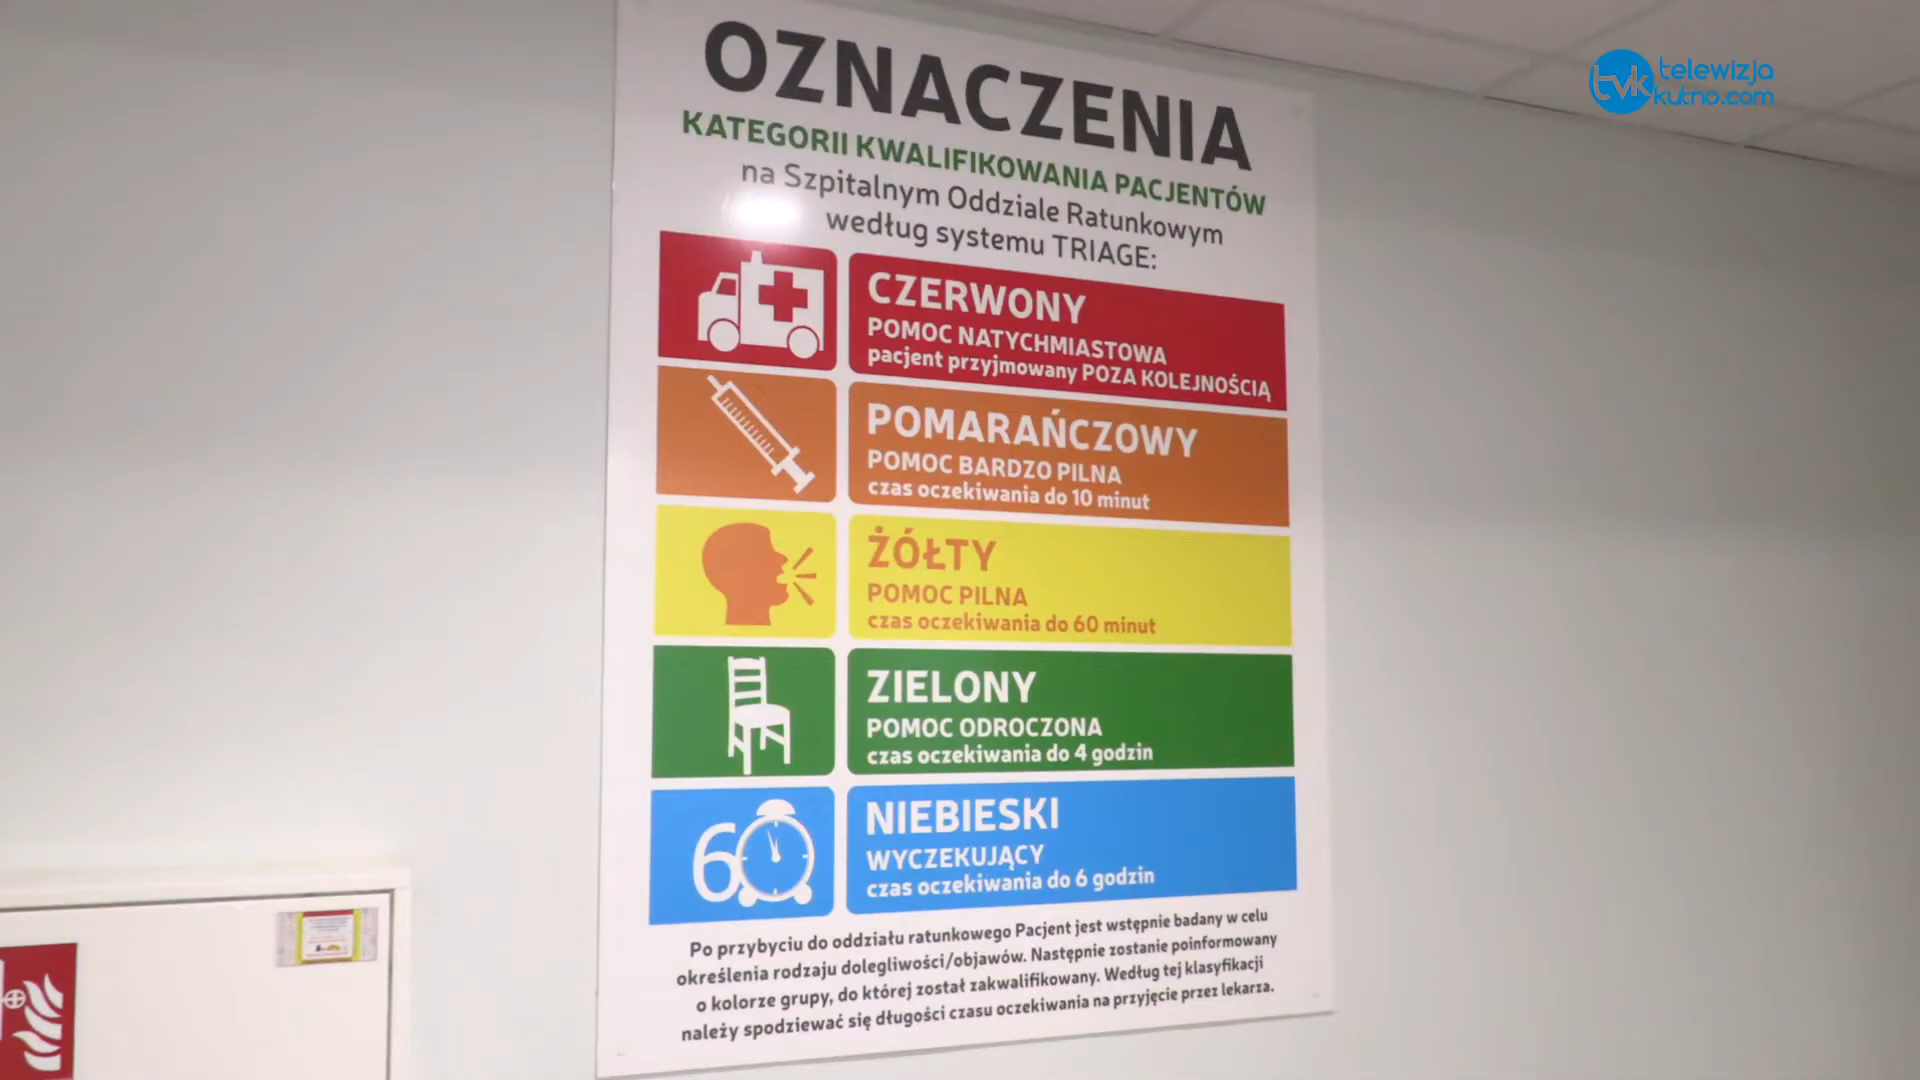 OZNACZENIA
KATEGORII KWALIFIKOWANIA PACJENTÓW
na Szpitalnym Oddziale Ratunkowym
według systemu TRIAGE:
CZERWONY
POMOC NATYCHMIASTOWA
pacjent przyjmowany POZA KOLEJNOŚCIĄ
POMARAŃCZOWY
POMOC BARDZO PILNA
czas oczekiwania do 10 minut
ŻÓŁTY
POMOC PILNA
czas oczekiwania do 60 minut
ZIELONY
POMOC ODROCZONA
czas oczekiwania do 4 godzin
6
NIEBIESKI
WYCZEKUJĄCY
czas oczekiwania do 6 godzin
Po przybyciu do oddziału ratunkowego Pacjent jest wstępnie badany w celu
określenia rodzaju dolegliwości/objawów. Następnie zostanie poinformowany
o kolorze grupy, do której został zakwalifikowany. Według tej klasyfikacji
należy spodziewać się długości czasu oczekiwania na przyjęcie przez lekarza.
tvk telewizja
kutno.com